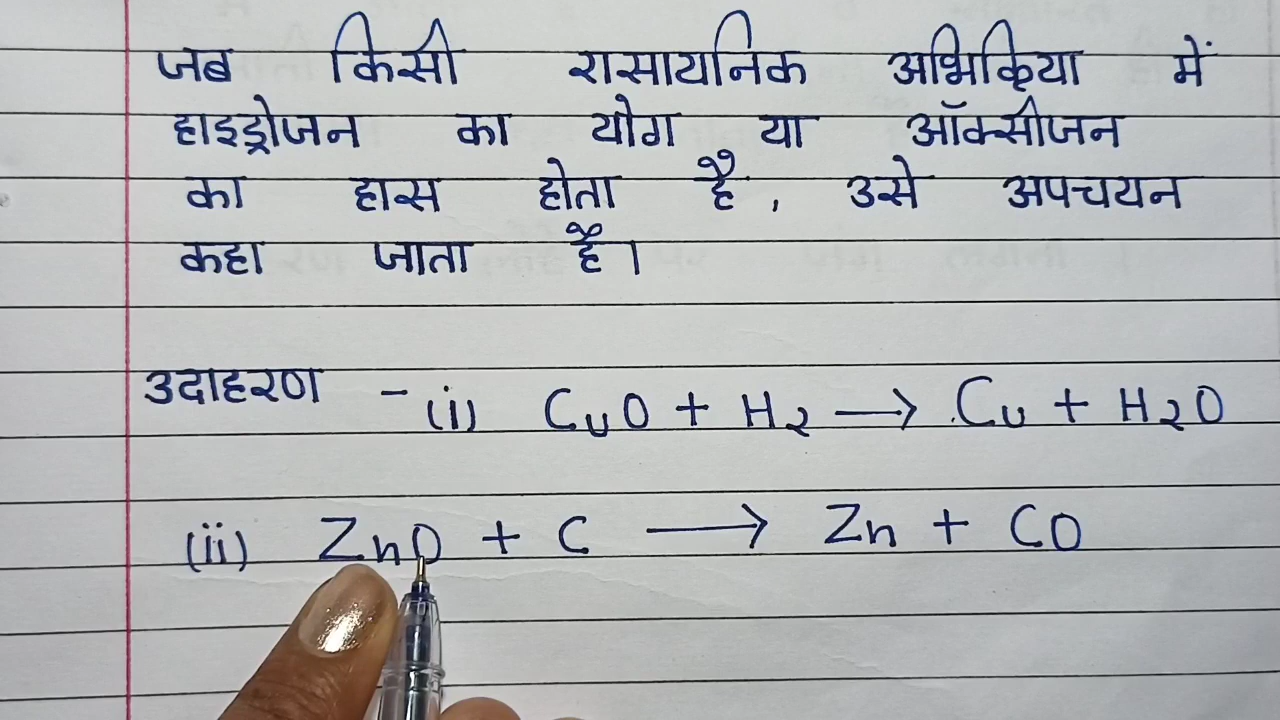 जब किसी रासायनिक अभिक्रिया में
हाइड्रोजन का योग या ऑक्सीजन
का हास होता है, उसे अपचयन
कहा जाता है।
उदाहरण - (i) CuO + H₂ → Cu + H₂O
(ii) ZnO + C → Zn + CO